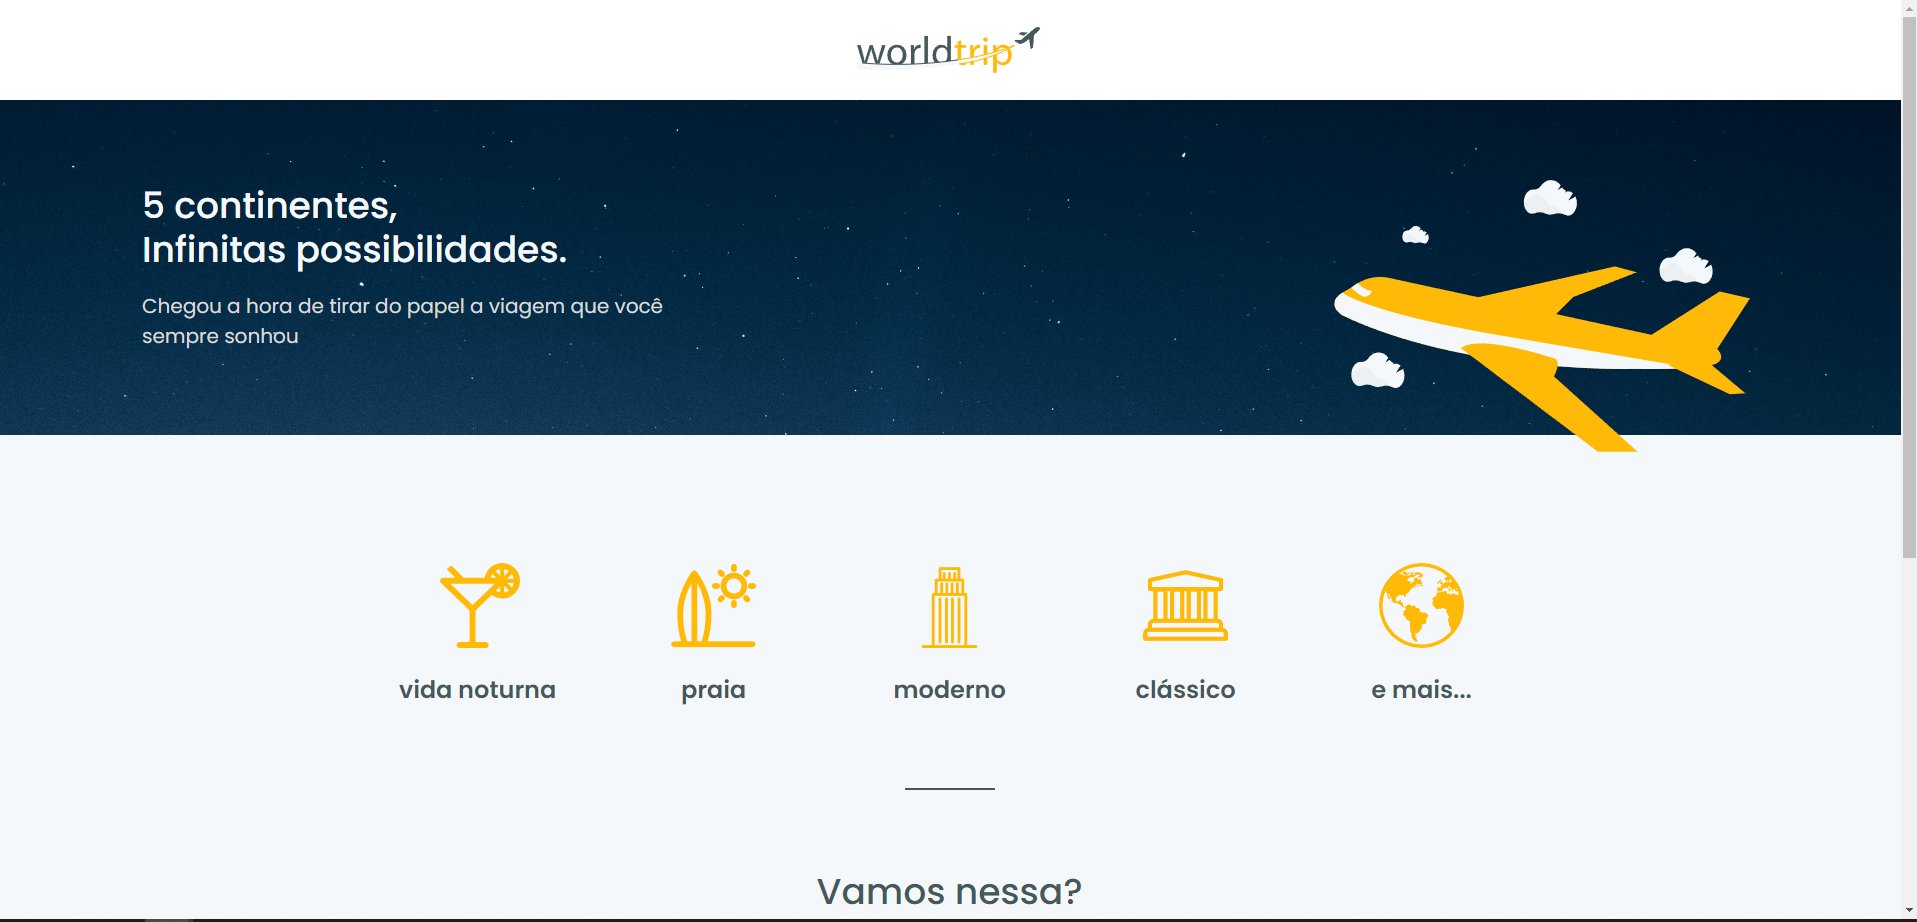 worldtrip
5 continentes,
Infinitas possibilidades.
Chegou a hora de tirar do papel a viagem que você
sempre sonhou
vida noturna
praia
moderno
clássico
e mais...
Vamos nessa?